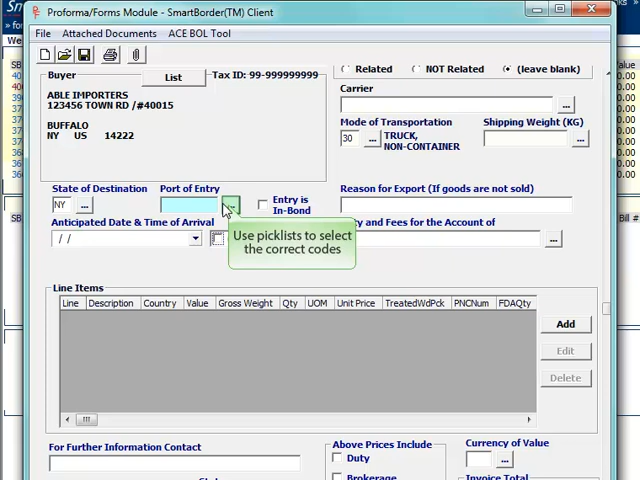 Proforma/Forms Module - SmartBorder(TM) Client
File Attached Documents ACE BOL Tool
Buyer List Tax ID: 99-999999999
ABLE IMPORTERS
123456 TOWN RD /#40015
BUFFALO
NY US 14222
Related NOT Related (leave blank)
Carrier
Mode of Transportation Shipping Weight (KG)
30 ... TRUCK,
NON-CONTAINER
State of Destination Port of Entry
NY ... Entry is
In-Bond
Reason for Export (If goods are not sold)
Anticipated Date & Time of Arrival
and Fees for the Account of
/ /
Use picklists to select
the correct codes
Line Items
Line Description Country Value Gross Weight Qty UOM Unit Price TreatedWdPck PNCNum FDAQty
Add
Edit
Delete
For Further Information Contact
Above Prices Include
Duty
Brokerage
Currency of Value
Invoice Total